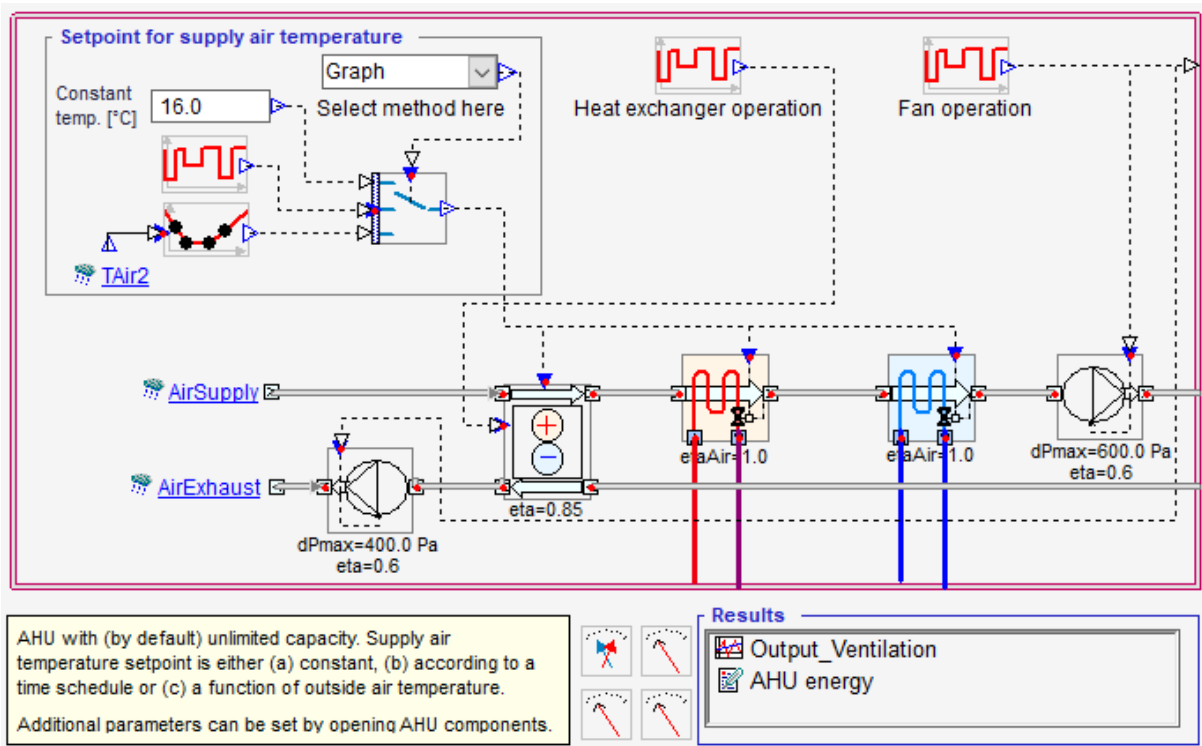 Setpoint for supply air temperature
Graph
Constant
temp. [°C]
16.0
Select method here
Heat exchanger operation
Fan operation
TAir2
AirSupply
etaAir=1.0
etaAir=1.0
dPmax=600.0 Pa
eta=0.6
AirExhaust
eta=0.85
dPmax=400.0 Pa
eta=0.6
AHU with (by default) unlimited capacity. Supply air
temperature setpoint is either (a) constant, (b) according to a
time schedule or (c) a function of outside air temperature.
Additional parameters can be set by opening AHU components.
Results
Output_Ventilation
AHU energy